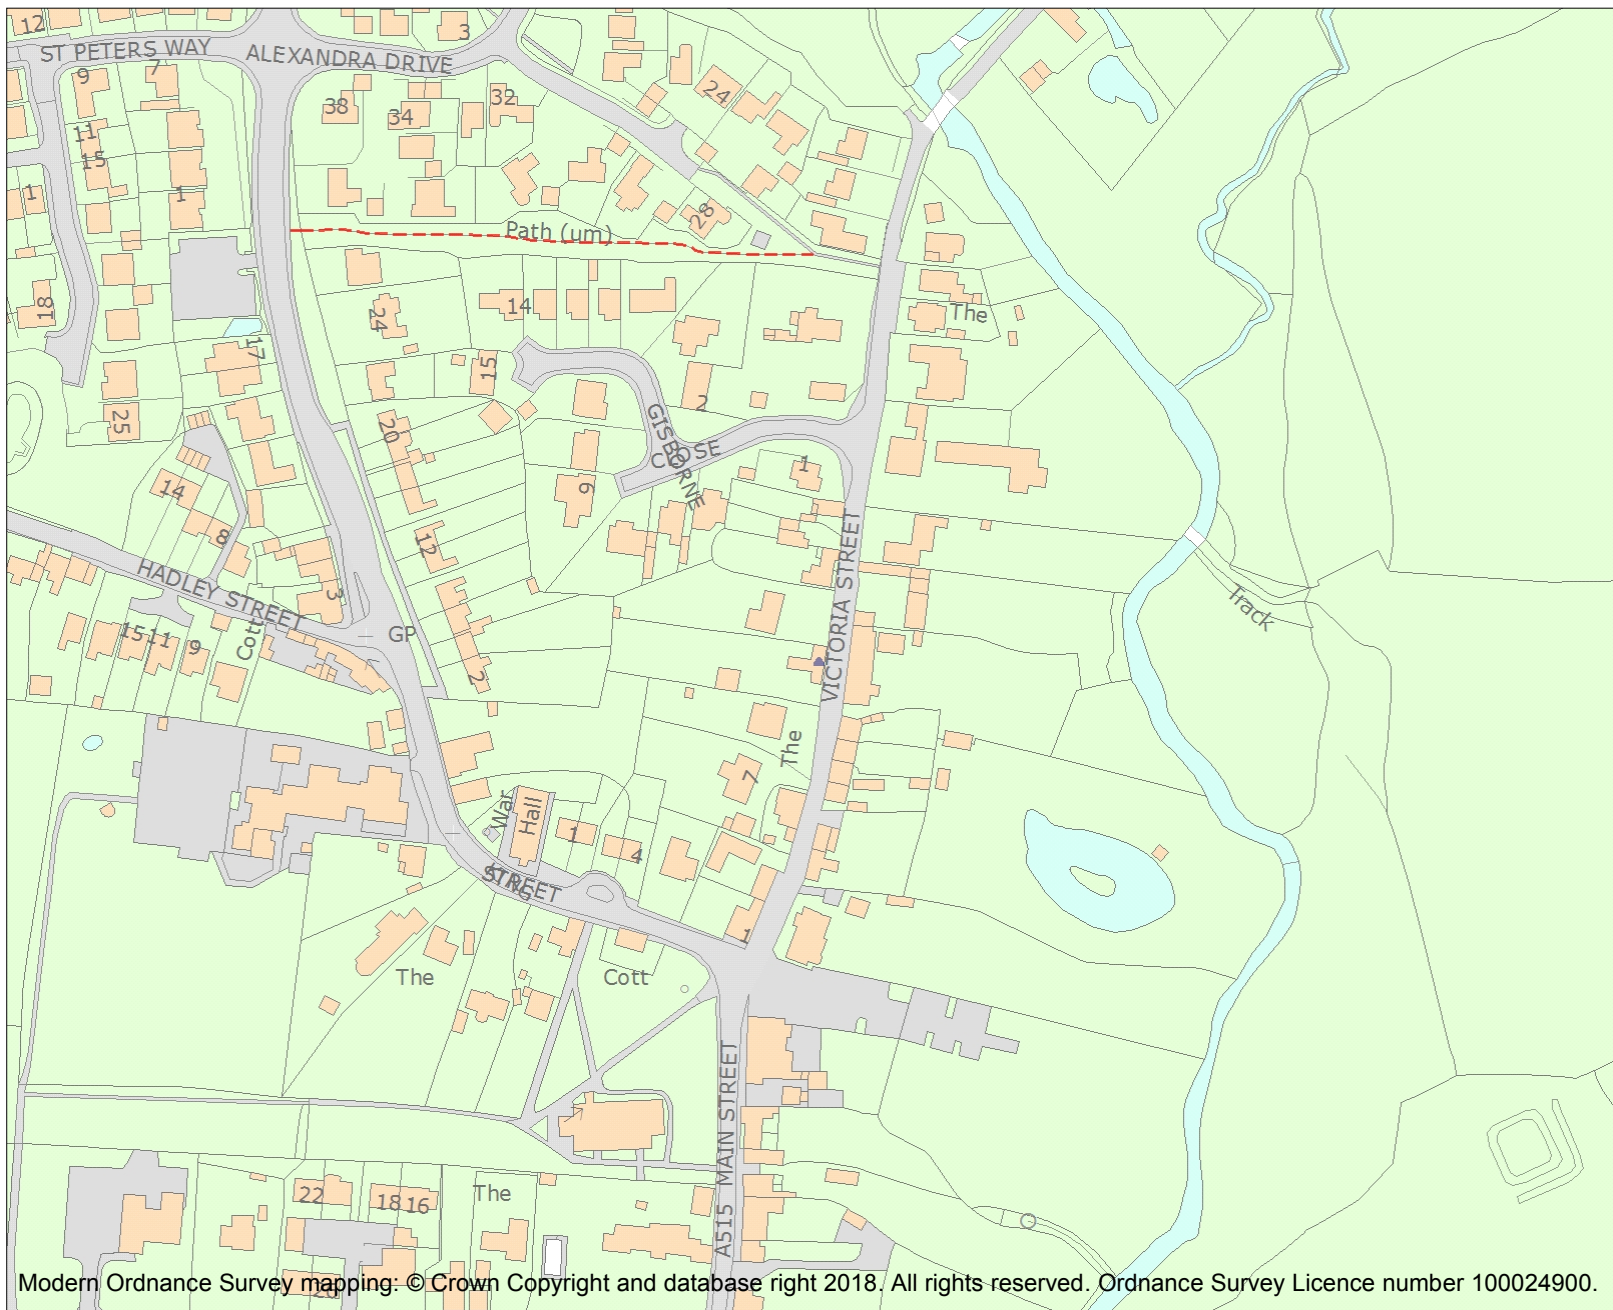 12
3
ST PETERS WAY
ALEXANDRA DRIVE
9
7
38
34
32
24
11
15
1
1
28
Path (um)
18
24
14
The
17
15
25
20
2
GISBORNE
CLOSE
1
14
9
8
12
HADLEY STREET
3
VICTORIA STREET
Track
15
11
9
Cott
GP
2
The
7
War
Hall
1
4
KING
STREET
1
The
Cott
A515 MAIN STREET
22
18
16
The
26
Modern Ordnance Survey mapping: © Crown Copyright and database right 2018. All rights reserved. Ordnance Survey Licence number 100024900.